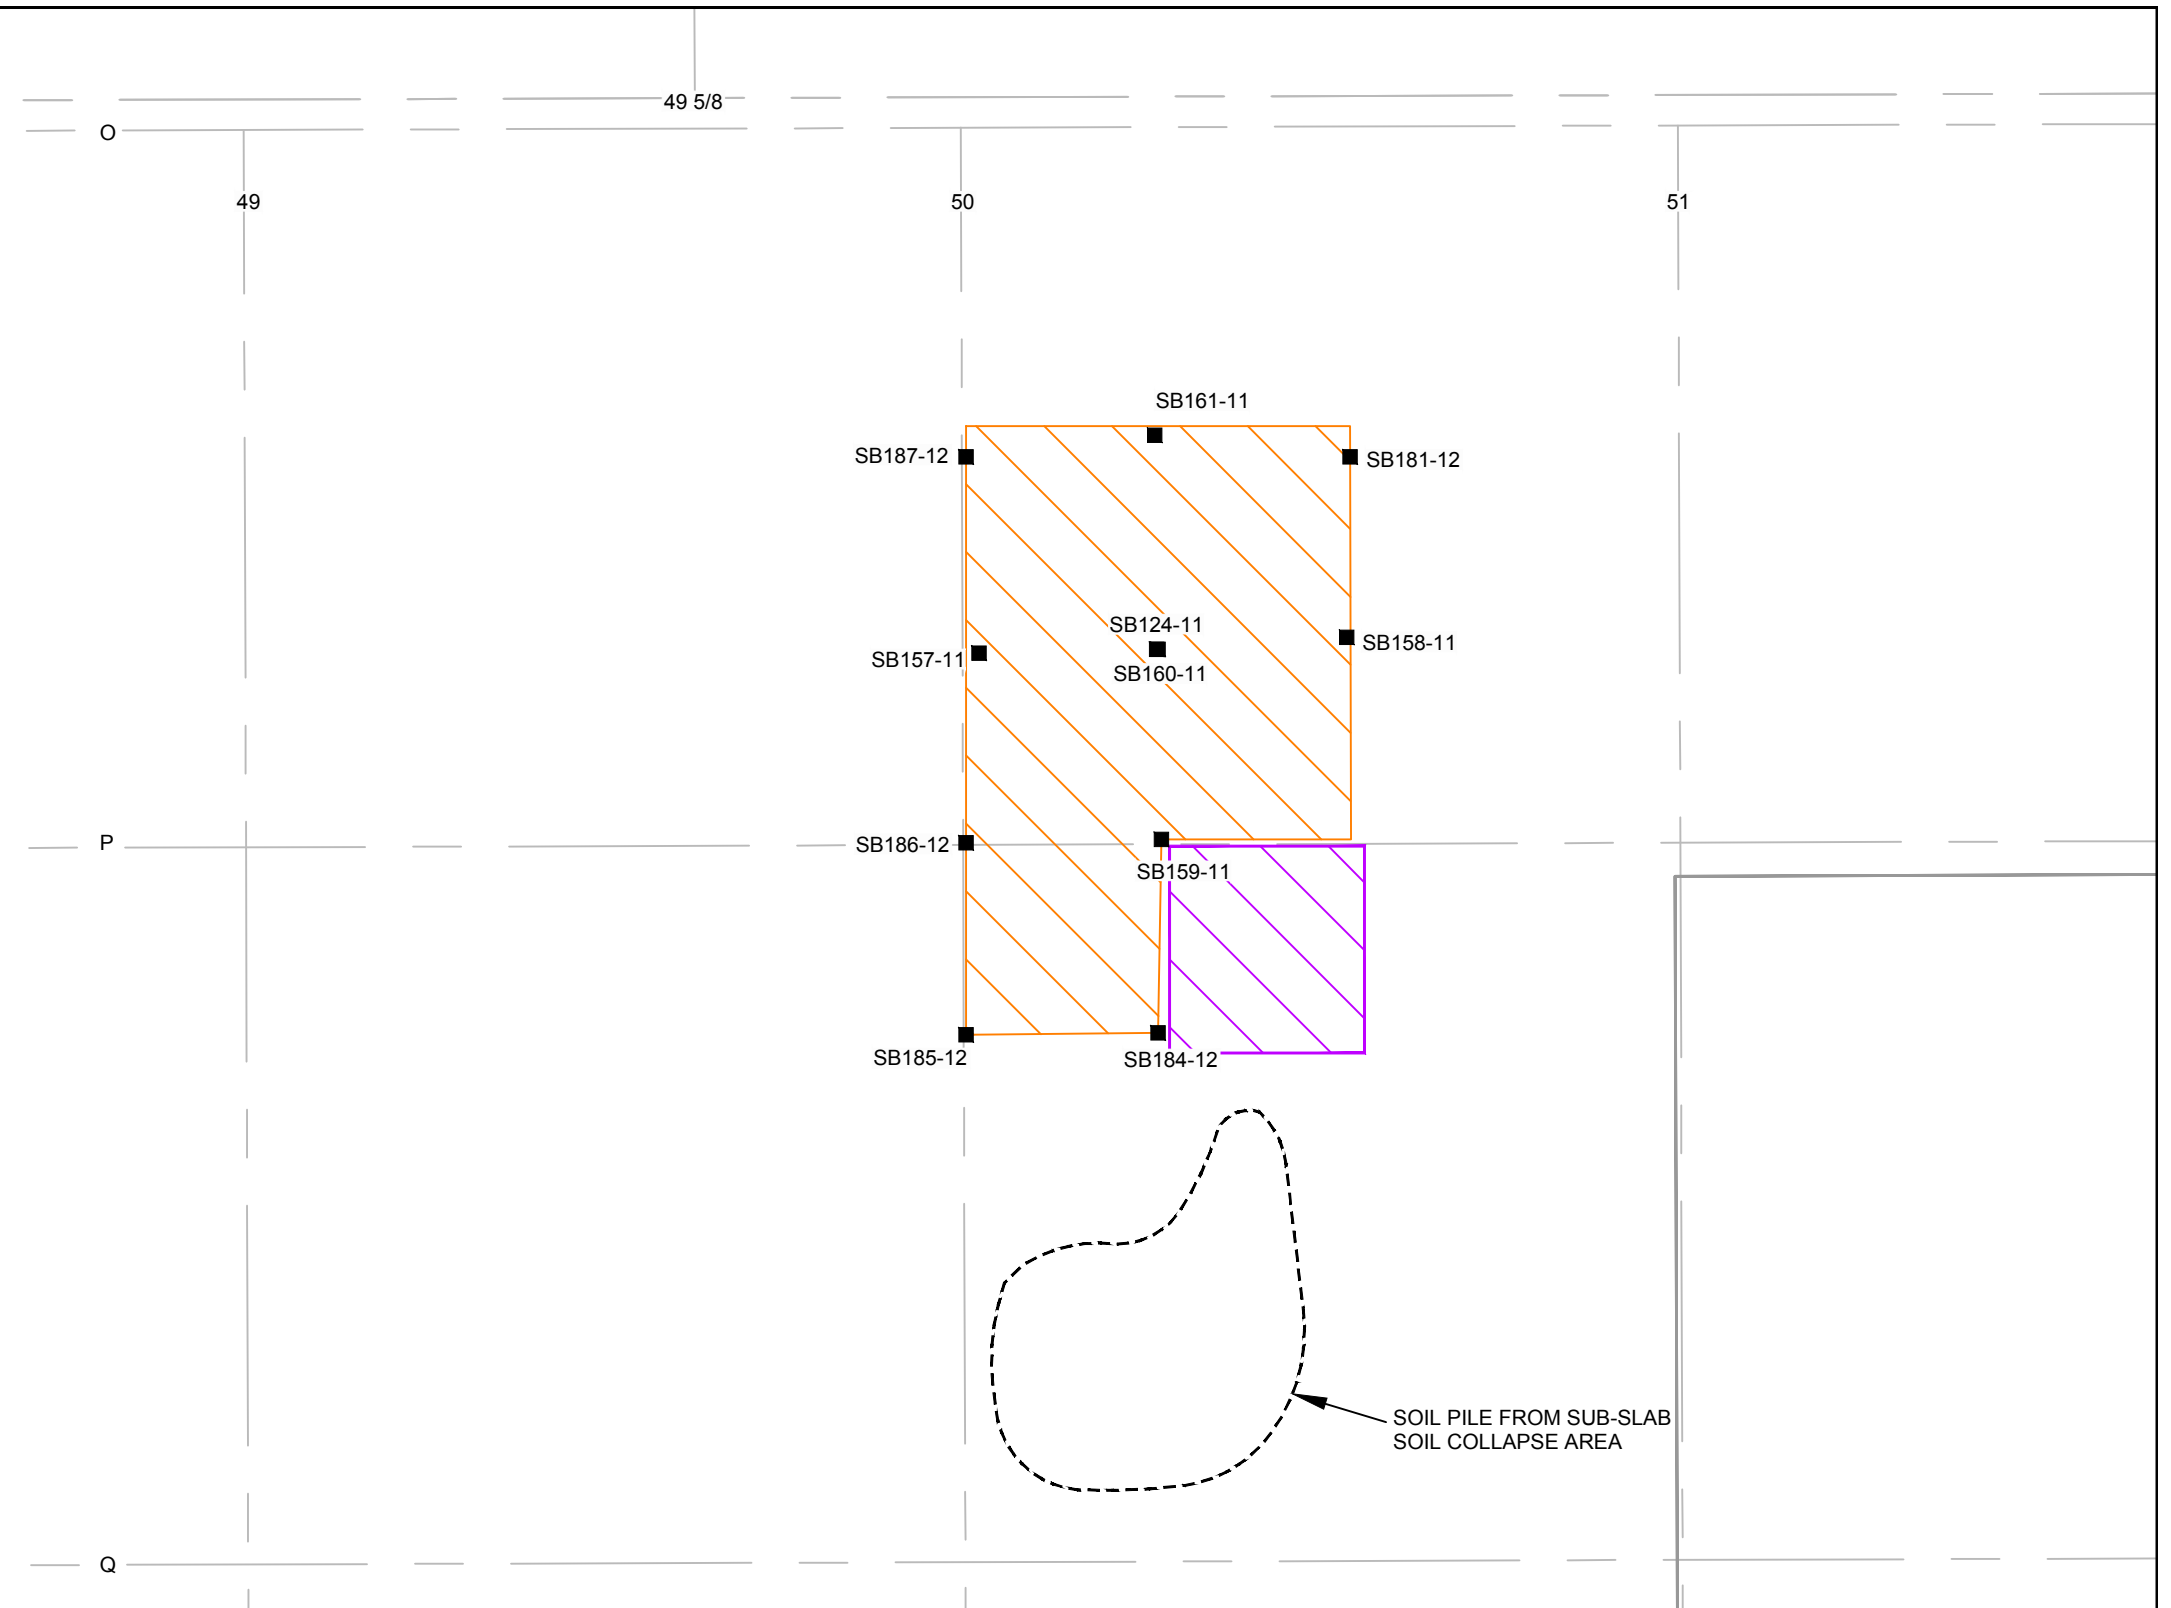 49 5/8
O
49
50
51
SB161-11
SB187-12
SB181-12
SB124-11
SB158-11
SB157-11
SB160-11
P
SB186-12
SB159-11
SB185-12
SB184-12
SOIL PILE FROM SUB-SLAB
SOIL COLLAPSE AREA
Q